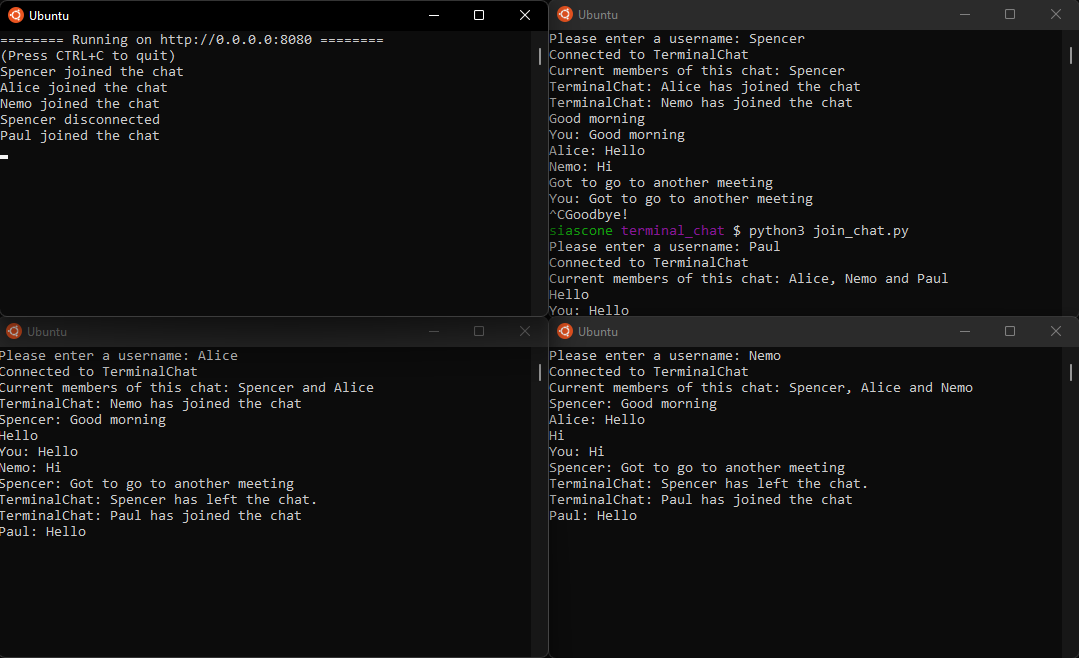 Ubuntu
======== Running on http://0.0.0.0:8080 ========
(Press CTRL+C to quit)
Spencer joined the chat
Alice joined the chat
Nemo joined the chat
Spencer disconnected
Paul joined the chat
Ubuntu
Please enter a username: Spencer
Connected to TerminalChat
Current members of this chat: Spencer
TerminalChat: Alice has joined the chat
TerminalChat: Nemo has joined the chat
Good morning
You: Good morning
Alice: Hello
Nemo: Hi
Got to go to another meeting
You: Got to go to another meeting
^CGoodbye!
siascone terminal_chat $ python3 join_chat.py
Please enter a username: Paul
Connected to TerminalChat
Current members of this chat: Alice, Nemo and Paul
Hello
You: Hello
Ubuntu
Please enter a username: Alice
Connected to TerminalChat
Current members of this chat: Spencer and Alice
TerminalChat: Nemo has joined the chat
Spencer: Good morning
Hello
You: Hello
Nemo: Hi
Spencer: Got to go to another meeting
TerminalChat: Spencer has left the chat.
TerminalChat: Paul has joined the chat
Paul: Hello
Ubuntu
Please enter a username: Nemo
Connected to TerminalChat
Current members of this chat: Spencer, Alice and Nemo
Spencer: Good morning
Alice: Hello
Hi
You: Hi
Spencer: Got to go to another meeting
TerminalChat: Spencer has left the chat.
TerminalChat: Paul has joined the chat
Paul: Hello